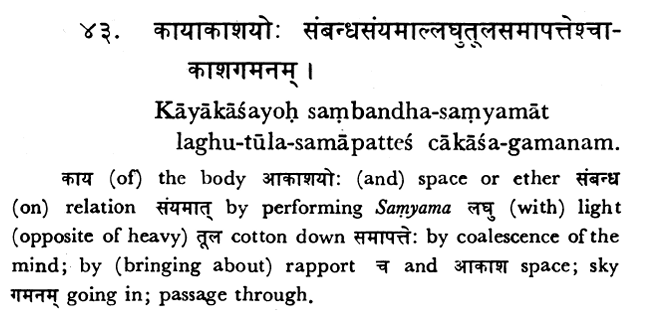 ४३. कायाकाशयोः संबन्धसंयमाल्लघुतूलसमापत्तेश्चा-
काशगमनम् ।
Kāyākāśayoḥ saṃbandha-saṃyamāt
laghu-tūla-samāpatteś cākāśa-gamanam.
काय (of) the body आकाशयोः (and) space or ether संबन्ध
(on) relation संयमात् by performing Saṃyama लघु (with) light
(opposite of heavy) तूल cotton down समापत्तेः by coalescence of the
mind; by (bringing about) rapport च and आकाश space; sky
गमनम् going in; passage through.